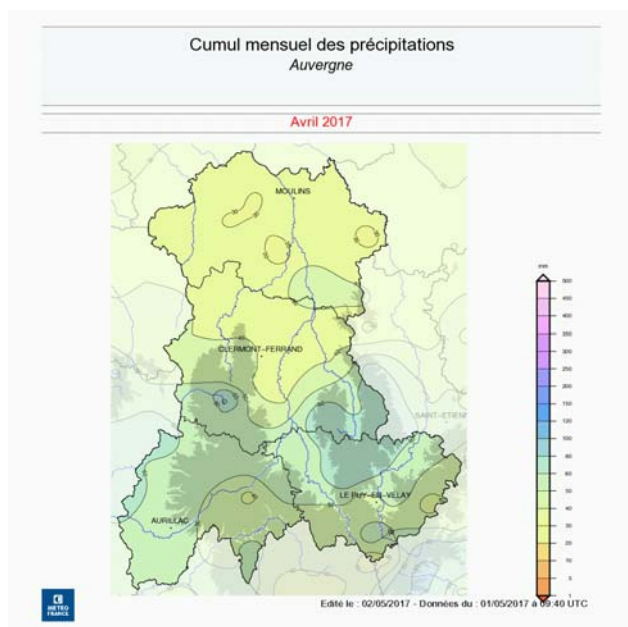 Cumul mensuel des précipitations
Auvergne
Avril 2017
MOULINS
CLERMONT-FERRAND
SAINT-ETIENNE
LE PUY-EN-VELAY
AURILLAC
mm
500
450
400
350
300
250
200
150
120
100
80
60
50
40
30
20
10
5
1
METEO
FRANCE
Edité le : 02/05/2017 - Données du : 01/05/2017 à 09:40 UTC